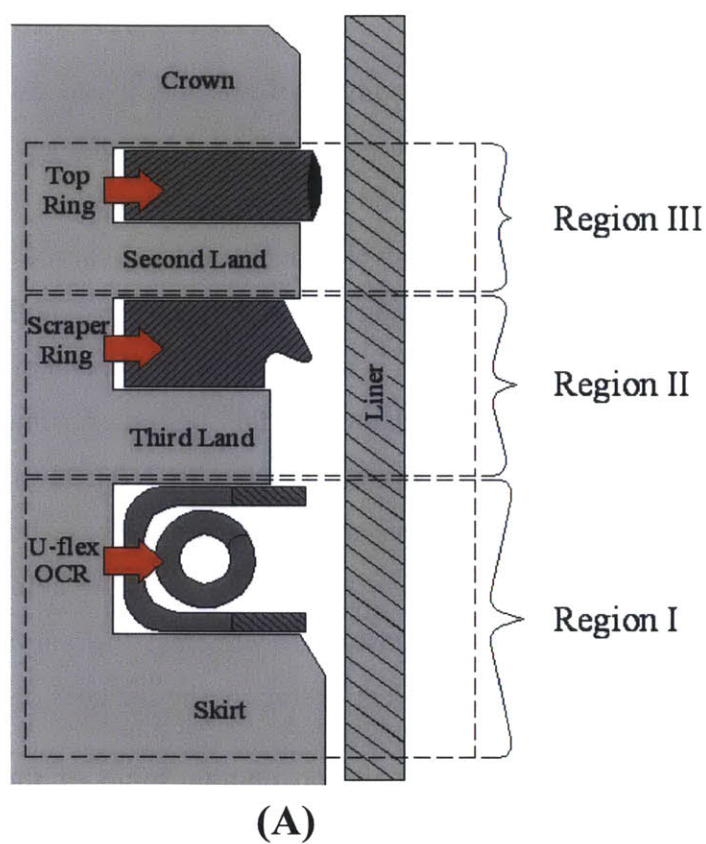 Crown
Top
Ring
Region III
Second Land
Scraper
Ring
Liner
Region II
Third Land
U-flex
OCR
Region I
Skirt
(A)